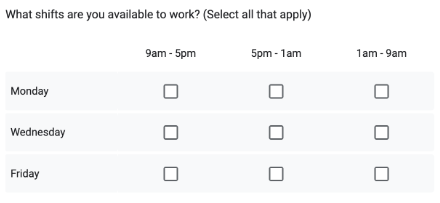 What shifts are you available to work? (Select all that apply)
9am - 5pm 5pm - 1am 1am - 9am
Monday
Wednesday
Friday